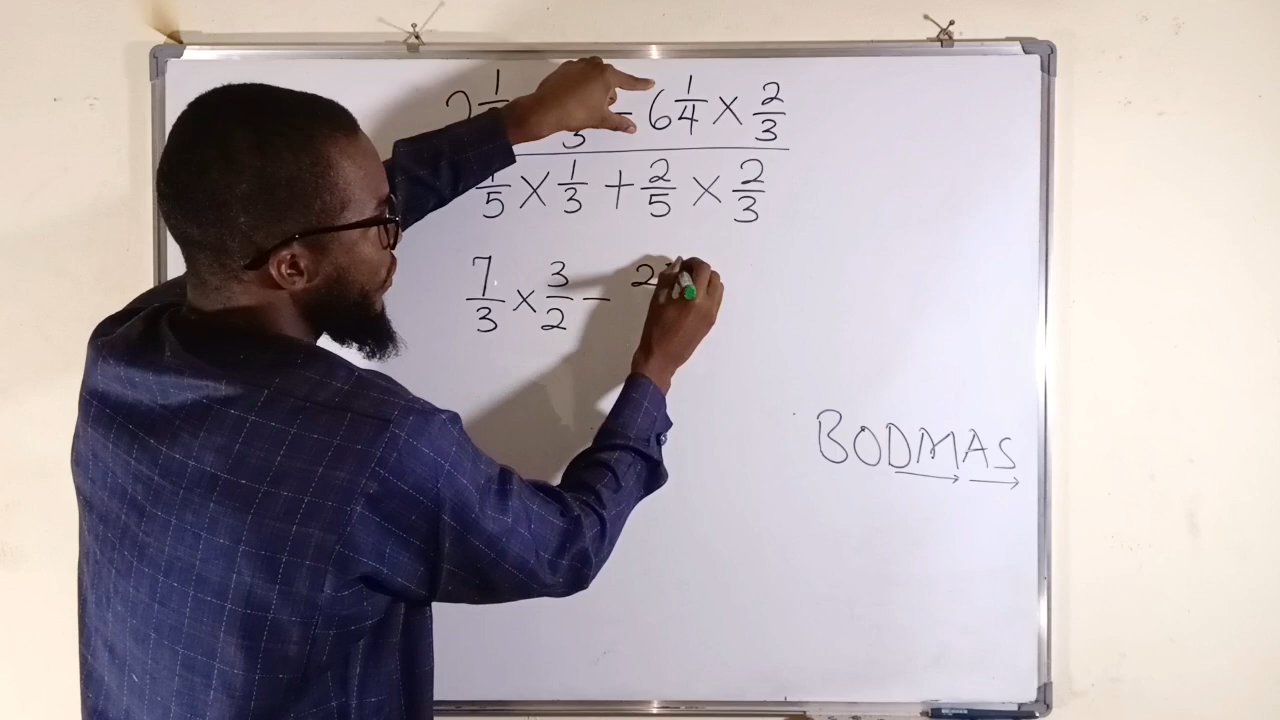 2 1/3 − 6 1/4 × 2/3
1/5 × 1/3 + 2/5 × 2/3
7/3 × 3/2 − 2
BODMAS